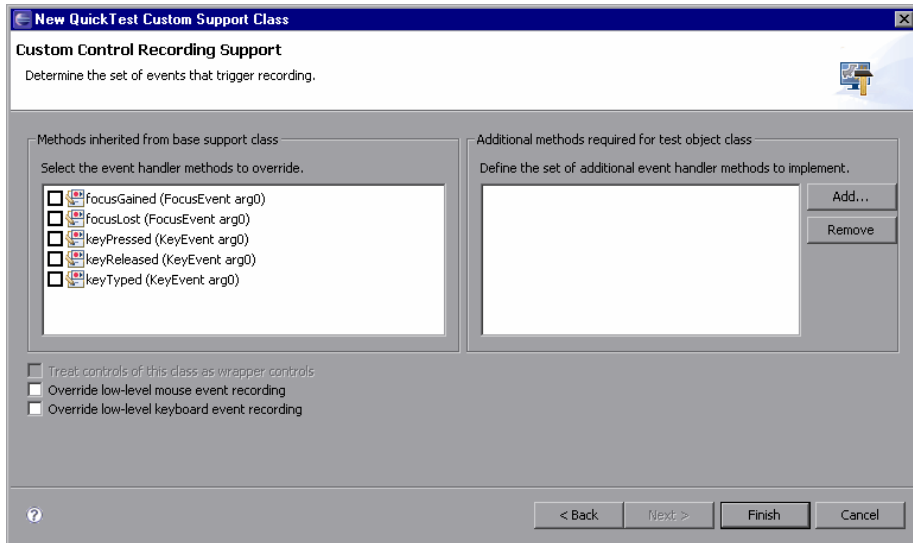 New QuickTest Custom Support Class
Custom Control Recording Support
Determine the set of events that trigger recording.
Methods inherited from base support class
Select the event handler methods to override.
focusGained (FocusEvent arg0)
focusLost (FocusEvent arg0)
keyPressed (KeyEvent arg0)
keyReleased (KeyEvent arg0)
keyTyped (KeyEvent arg0)
Additional methods required for test object class
Define the set of additional event handler methods to implement.
Add...
Remove
Treat controls of this class as wrapper controls
Override low-level mouse event recording
Override low-level keyboard event recording
?
< Back
Next >
Finish
Cancel